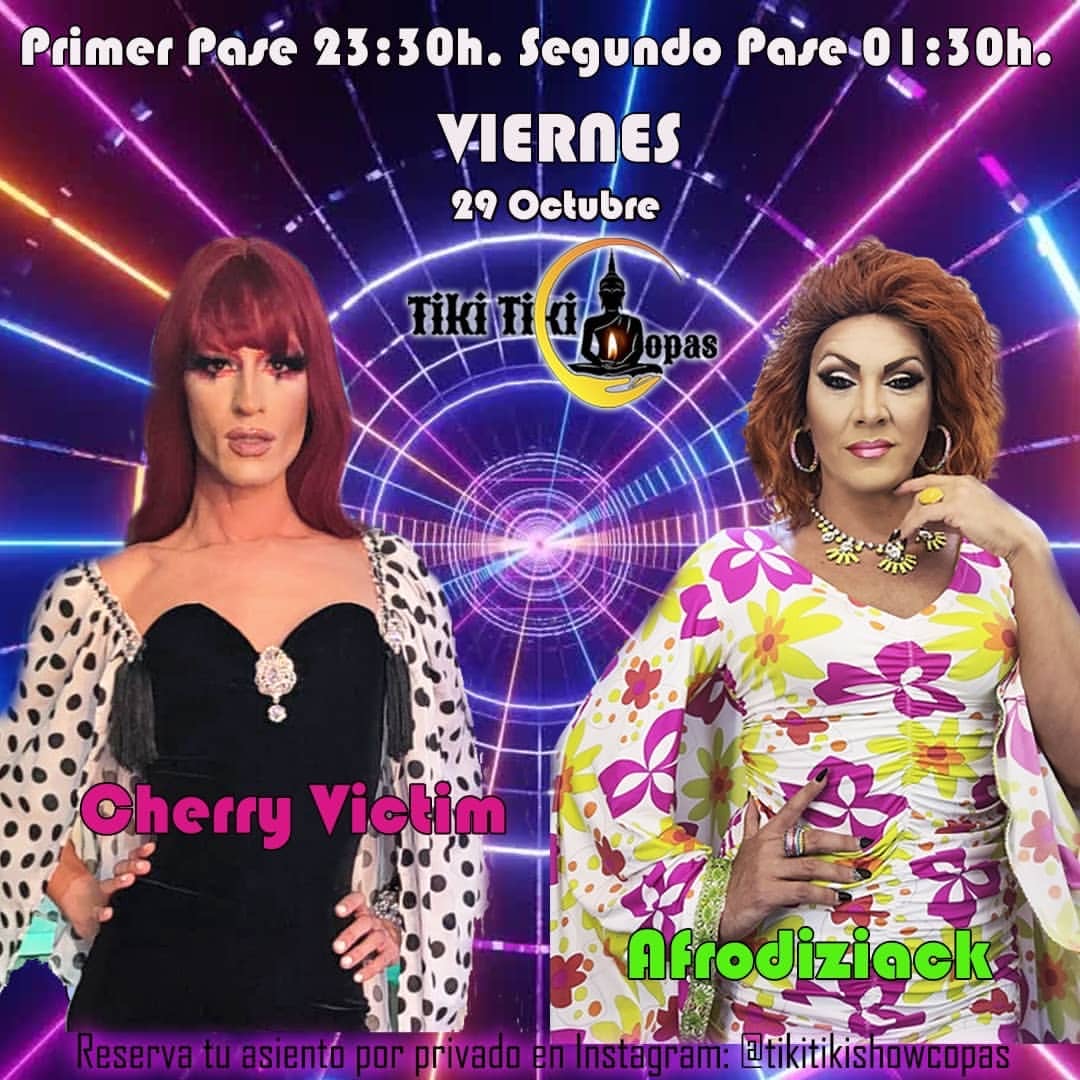 Primer Pase 23:30h. Segundo Pase 01:30h.
VIERNES
29 Octubre
Tiki Tiki Copas
Cherry Victim
Afrodiziack
Reserva tu asiento por privado en Instagram: @tikitikishowcopas